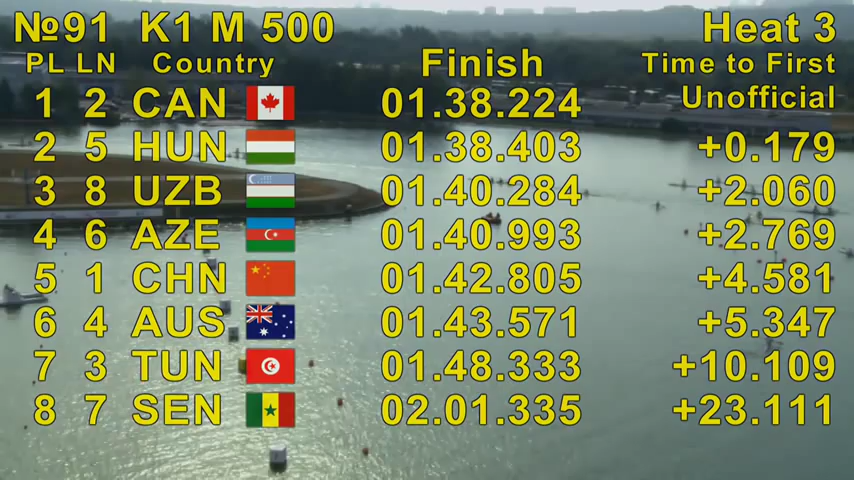 №91 K1 M 500 Heat 3
PL LN Country Finish Time to First
Unofficial
1 2 CAN 01.38.224
2 5 HUN 01.38.403 +0.179
3 8 UZB 01.40.284 +2.060
4 6 AZE 01.40.993 +2.769
5 1 CHN 01.42.805 +4.581
6 4 AUS 01.43.571 +5.347
7 3 TUN 01.48.333 +10.109
8 7 SEN 02.01.335 +23.111